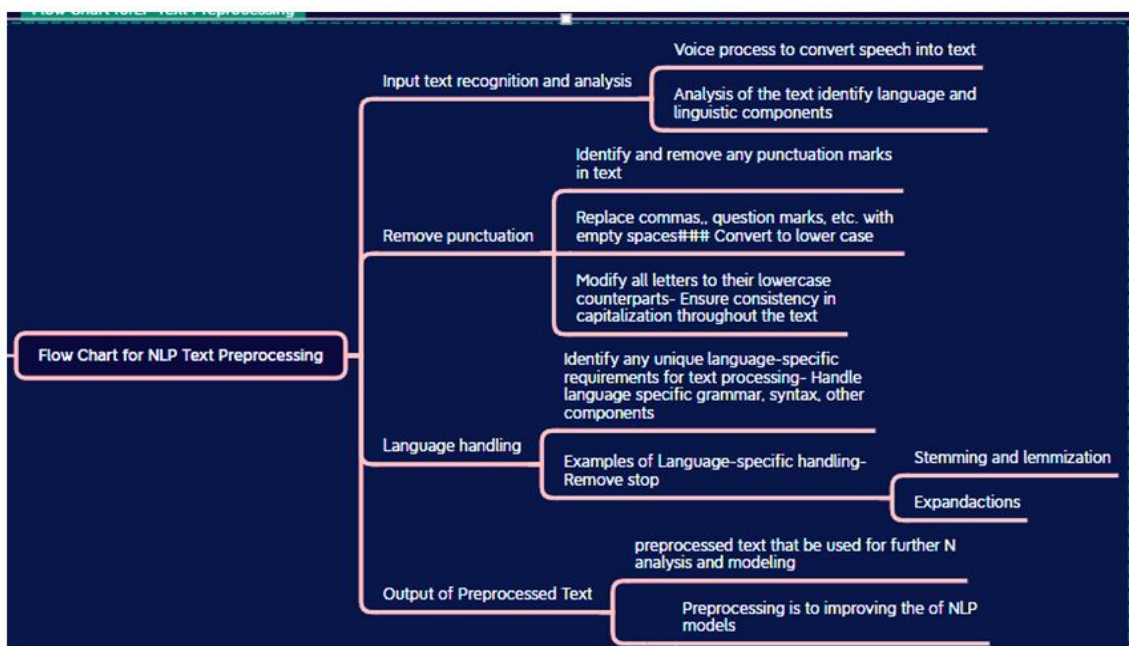 Flow Chart for NLP Text Preprocessing
Input text recognition and analysis
Voice process to convert speech into text
Analysis of the text identify language and
linguistic components
Remove punctuation
Identify and remove any punctuation marks
in text
Replace commas,, question marks, etc. with
empty spaces### Convert to lower case
Modify all letters to their lowercase
counterparts- Ensure consistency in
capitalization throughout the text
Language handling
Identify any unique language-specific
requirements for text processing- Handle
language specific grammar, syntax, other
components
Examples of Language-specific handling-
Remove stop
Stemming and lemmization
Expandactions
Output of Preprocessed Text
preprocessed text that be used for further N
analysis and modeling
Preprocessing is to improving the of NLP
models